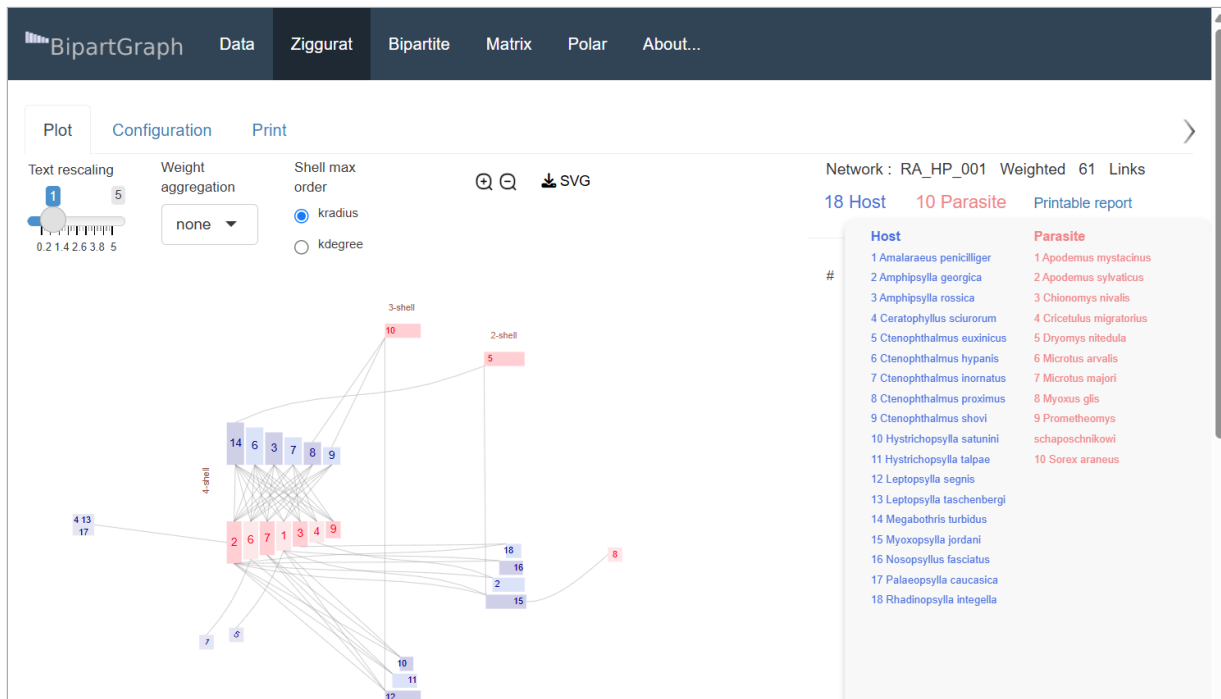 BipartGraph Data Ziggurat Bipartite Matrix Polar About...
Plot Configuration Print
Text rescaling
1 5
0.2 1.4 2.6 3.8 5
Weight
aggregation
none
Shell max
order
kradius
kdegree
SVG
Network : RA_HP_001 Weighted 61 Links
18 Host 10 Parasite Printable report
#
Host
1 Amalaraeus penicilliger
2 Amphipsylla georgica
3 Amphipsylla rossica
4 Ceratophyllus sciurorum
5 Ctenophthalmus euxinicus
6 Ctenophthalmus hypanis
7 Ctenophthalmus inornatus
8 Ctenophthalmus proximus
9 Ctenophthalmus shovi
10 Hystrichopsylla satunini
11 Hystrichopsylla talpae
12 Leptopsylla segnis
13 Leptopsylla taschenbergi
14 Megabothris turbidus
15 Myoxopsylla jordani
16 Nosopsyllus fasciatus
17 Palaeopsylla caucasica
18 Rhadinopsylla integella
Parasite
1 Apodemus mystacinus
2 Apodemus sylvaticus
3 Chionomys nivalis
4 Cricetulus migratorius
5 Dryomys nitedula
6 Microtus arvalis
7 Microtus majori
8 Myoxus glis
9 Prometheomys
schaposchnikowi
10 Sorex araneus
3-shell
10
2-shell
5
14 6 3 7 8 9
4-shell
4 13
17
2 6 7 1 3 4 9
18
16
2
15
8
1
5
10
11
12